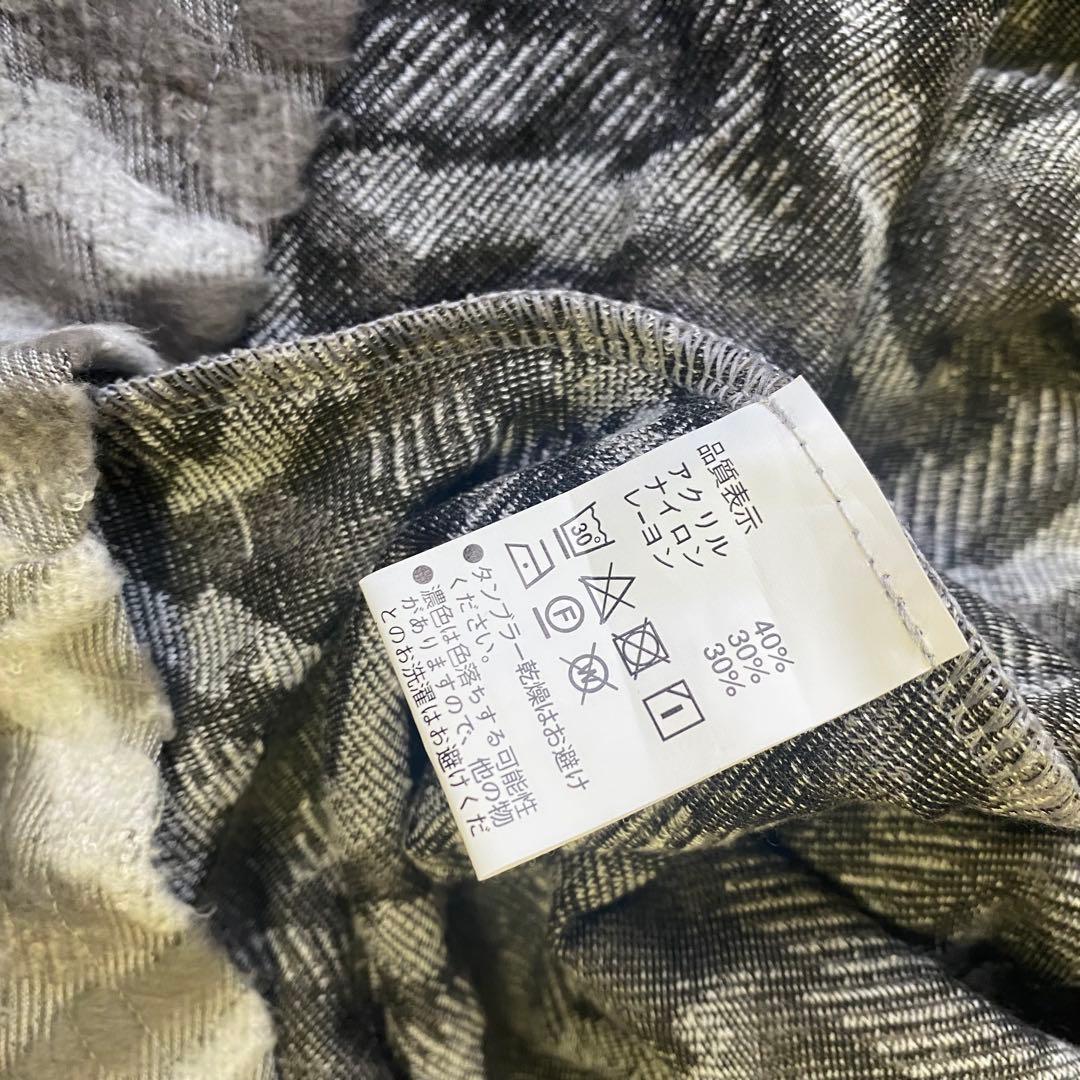 品質表示
アクリル 40%
ナイロン 30%
レーヨン 30%
30°
F
●タンブラー乾燥はお避け
ください。
●濃色は色落ちする可能性
がありますので、他の物
とのお洗濯はお避けくだ